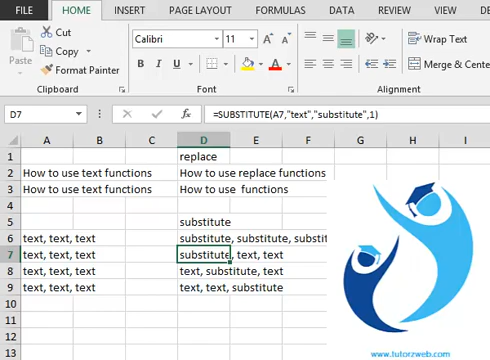 FILE HOME INSERT PAGE LAYOUT FORMULAS DATA REVIEW VIEW DE
Cut
Copy
Paste
Format Painter
Clipboard
Calibri 11 A A
B I U A
Font
Wrap Text
Merge & Cente
Alignment
D7 fx =SUBSTITUTE(A7,"text","substitute",1)
A B C D E F G H I
1 replace
2 How to use text functions How to use replace functions
3 How to use text functions How to use  functions
4
5 substitute
6 text, text, text substitute, substitute, substit
7 text, text, text substitute, text, text
8 text, text, text text, substitute, text
9 text, text, text text, text, substitute
10
11
12
13
www.tutorzweb.com